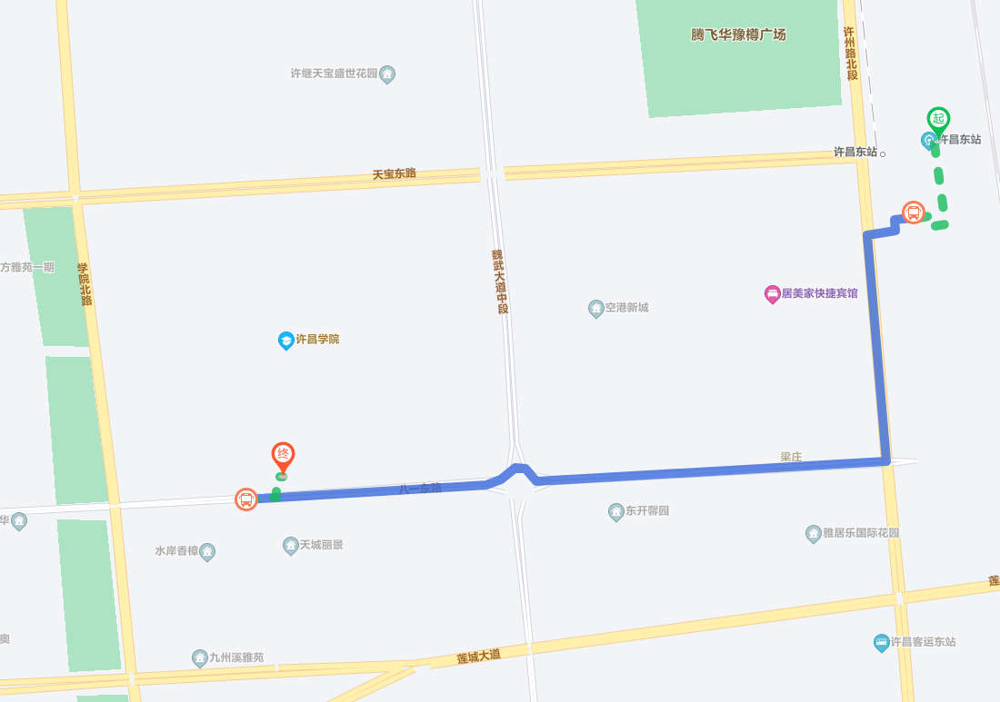 腾飞华豫樽广场
许州路北段
许继天宝盛世花园
起
许昌东站
许昌东站
天宝东路
魏武大道中段
方雅苑一期
学院北路
居美家快捷宾馆
空港新城
许昌学院
终
梁庄
八一东路
东开馨园
华
雅居乐国际花园
水岸香樟
天城丽景
莲
奥
许昌客运东站
九州溪雅苑
莲城大道